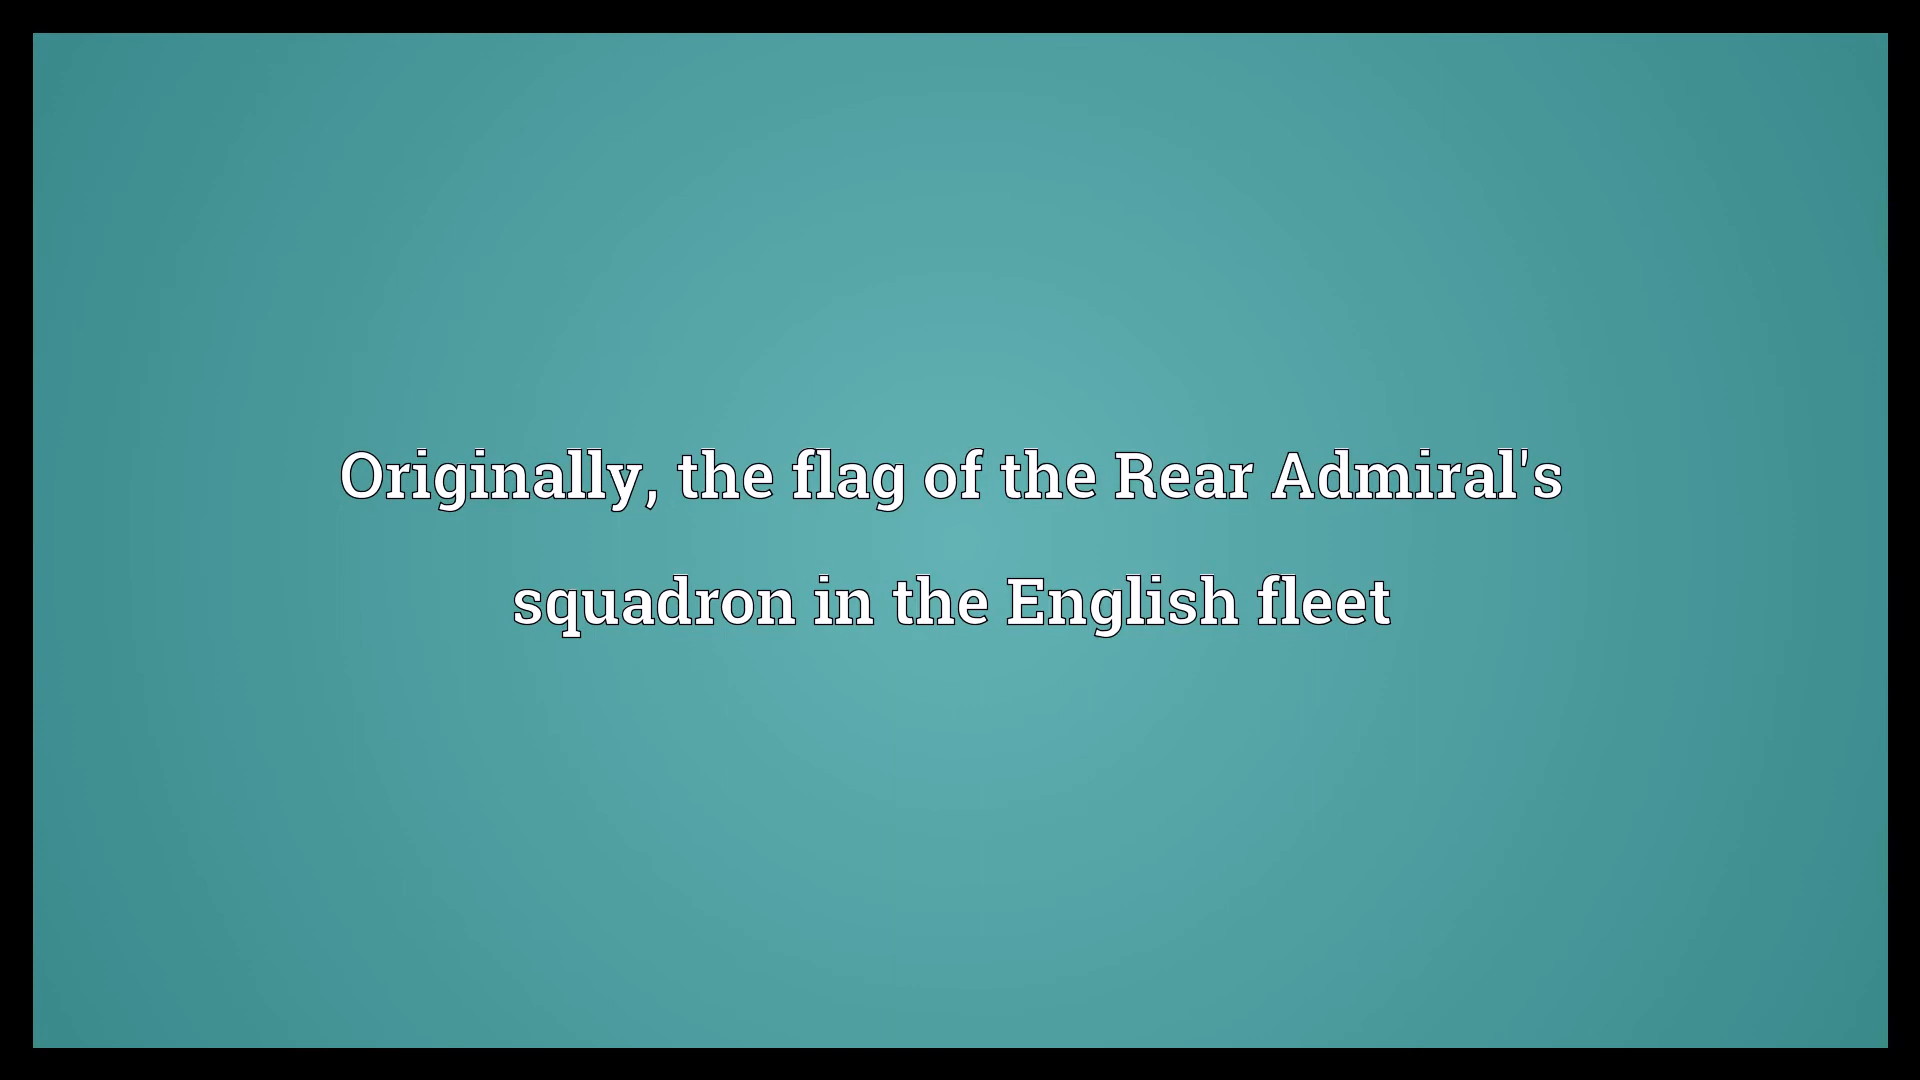 Originally, the flag of the Rear Admiral's
squadron in the English fleet